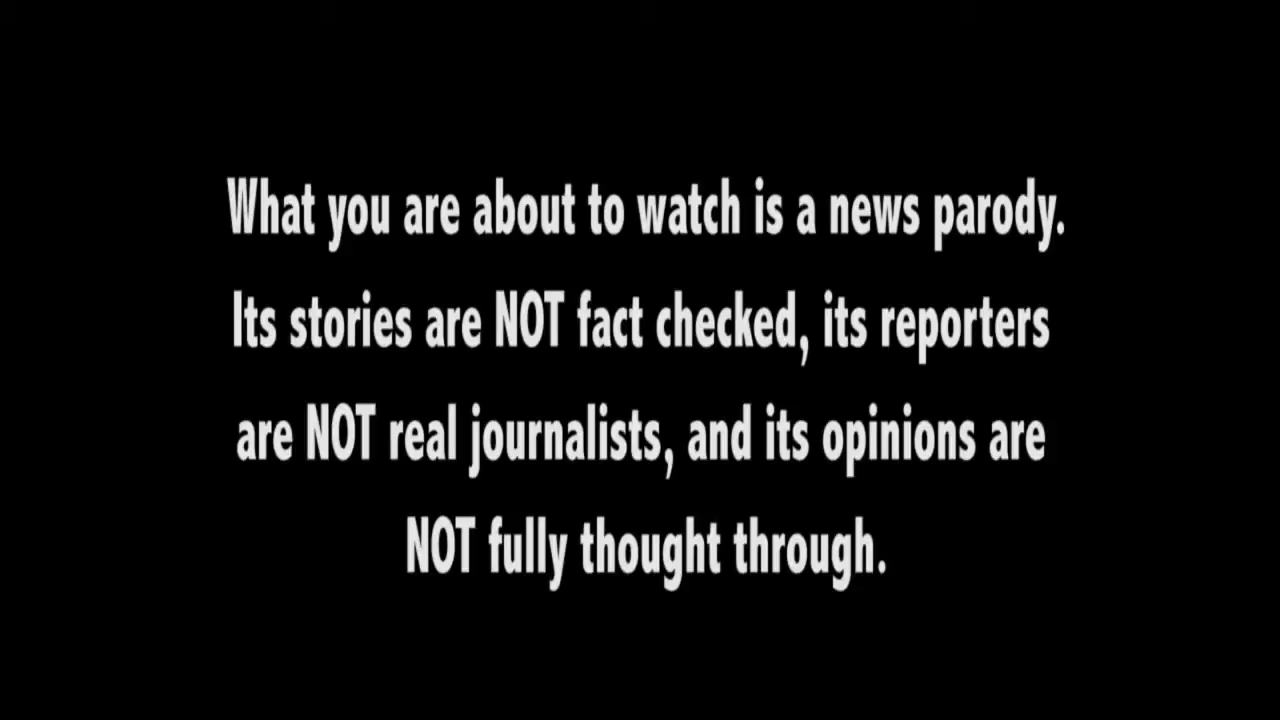 What you are about to watch is a news parody.
Its stories are NOT fact checked, its reporters
are NOT real journalists, and its opinions are
NOT fully thought through.